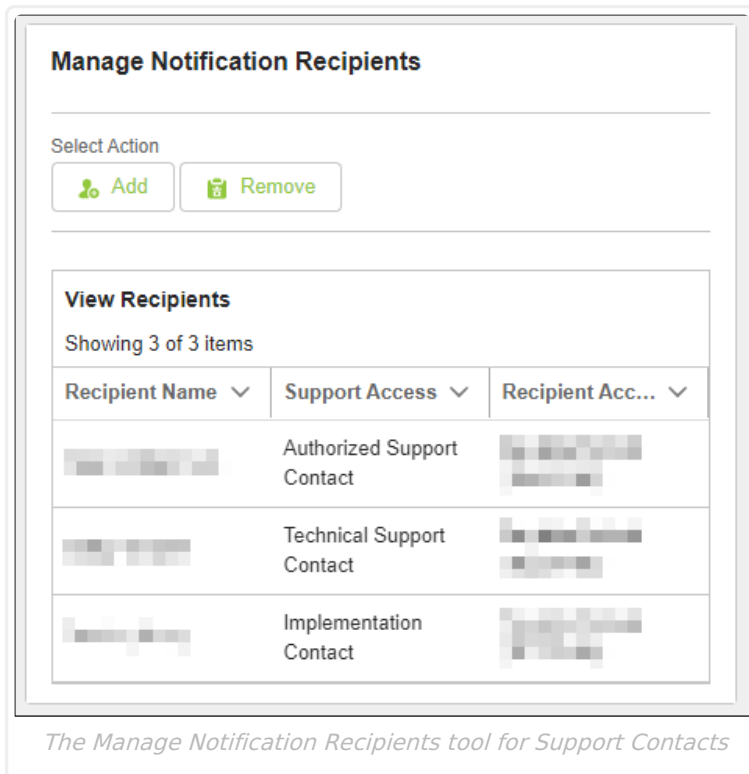 Manage Notification Recipients
Select Action
Add Remove
View Recipients
Showing 3 of 3 items
Recipient Name Support Access Recipient Acc...
Authorized Support
Contact
Technical Support
Contact
Implementation
Contact
The Manage Notification Recipients tool for Support Contacts